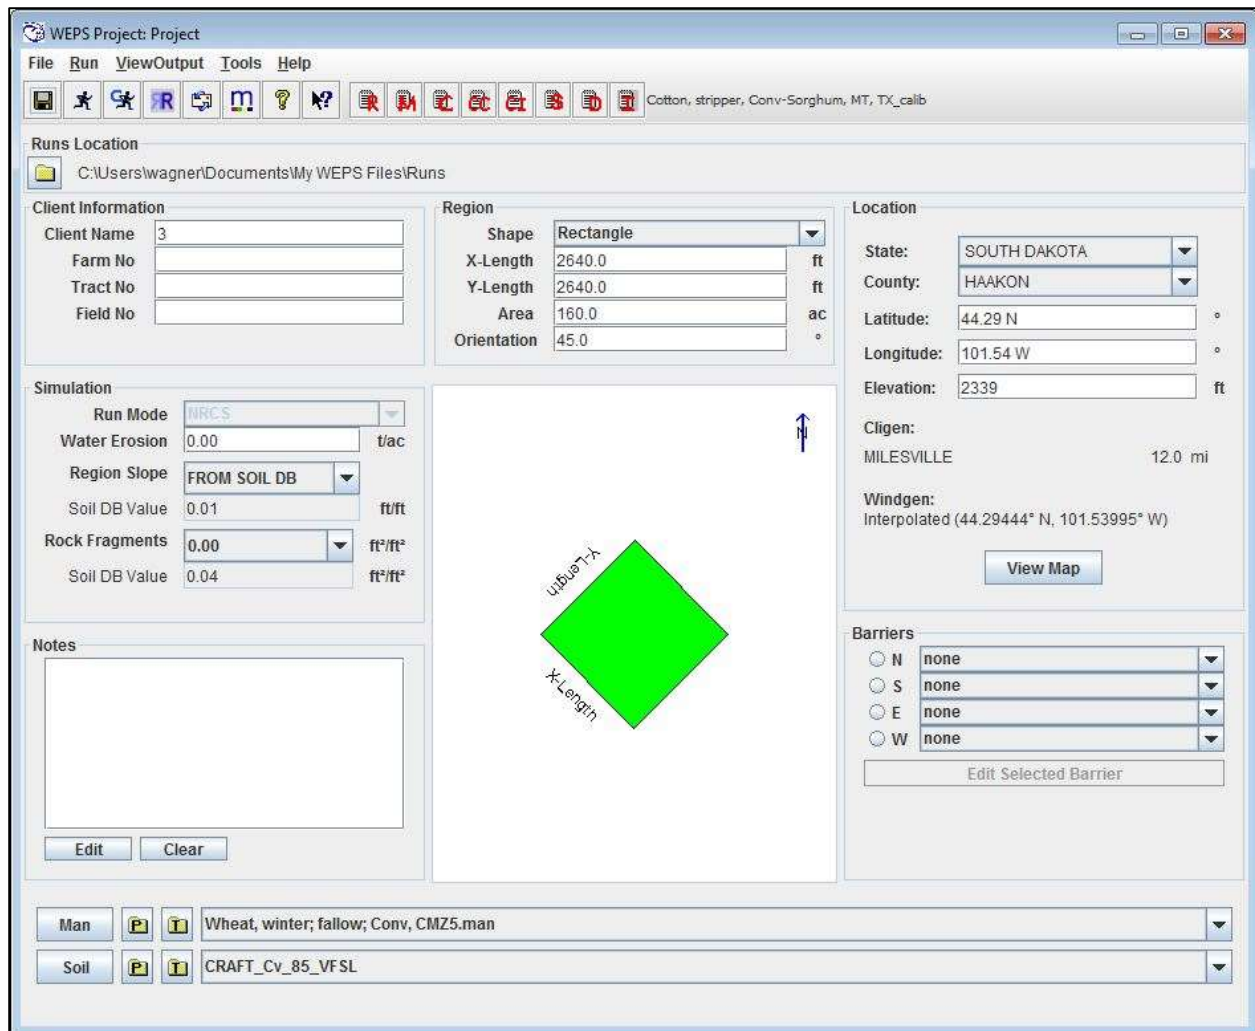 WEPS Project: Project
File Run ViewOutput Tools Help
R M C CC CI S D T Cotton, stripper, Conv-Sorghum, MT, TX_calib
Runs Location
C:\Users\wagner\Documents\My WEPS Files\Runs
Client Information
Client Name 3
Farm No
Tract No
Field No
Region
Shape Rectangle
X-Length 2640.0 ft
Y-Length 2640.0 ft
Area 160.0 ac
Orientation 45.0 °
Location
State: SOUTH DAKOTA
County: HAAKON
Latitude: 44.29 N °
Longitude: 101.54 W °
Elevation: 2339 ft
Cligen:
MILESVILLE 12.0 mi
Windgen:
Interpolated (44.29444° N, 101.53995° W)
View Map
Simulation
Run Mode NRCS
Water Erosion 0.00 t/ac
Region Slope FROM SOIL DB
Soil DB Value 0.01 ft/ft
Rock Fragments 0.00 ft²/ft²
Soil DB Value 0.04 ft²/ft²
N
Y-Length
X-Length
Barriers
N none
S none
E none
W none
Edit Selected Barrier
Notes
Edit Clear
Man P T Wheat, winter; fallow; Conv, CMZ5.man
Soil P T CRAFT_Cv_85_VFSL